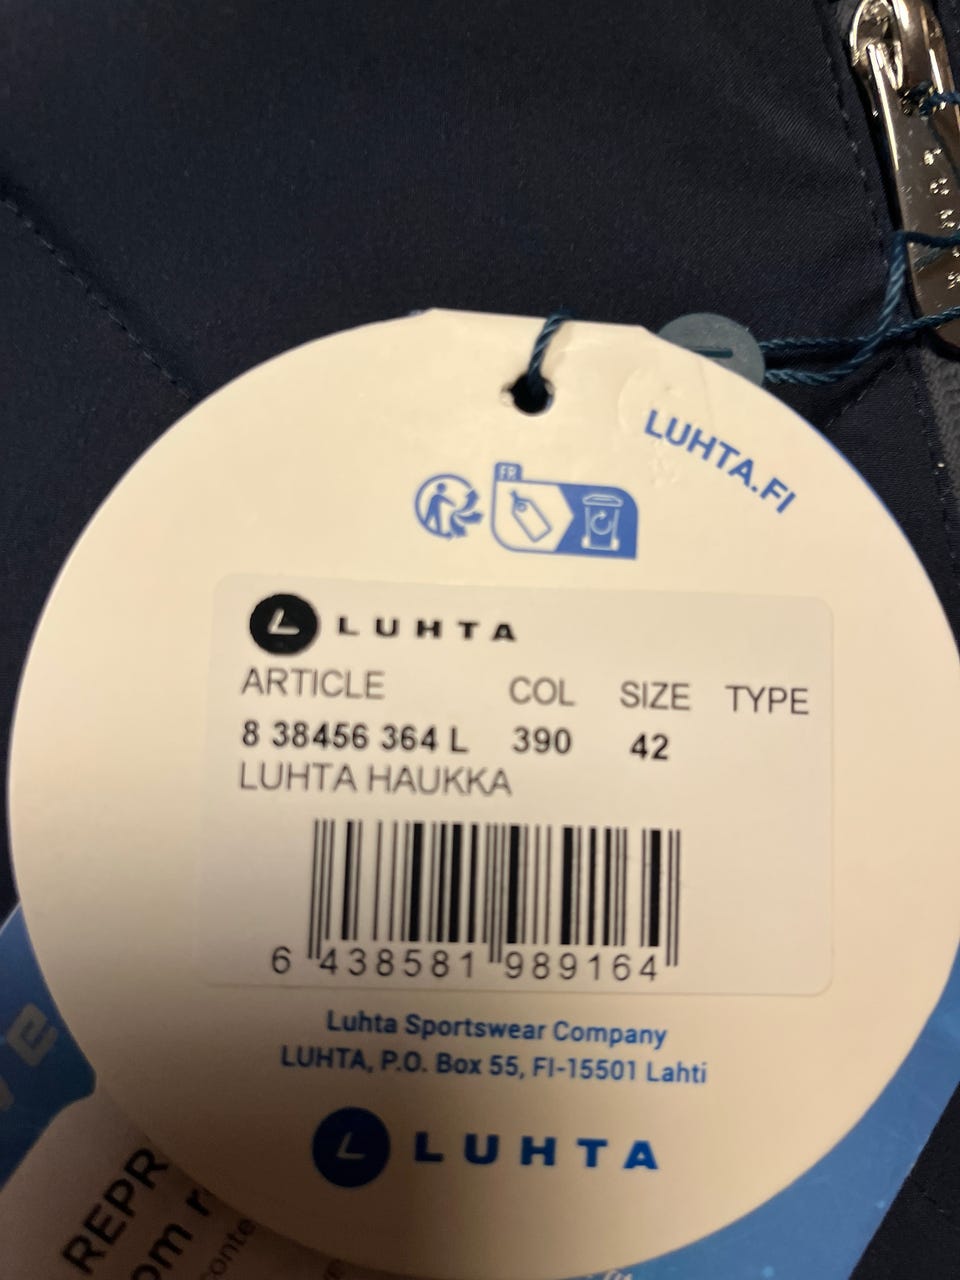 LUHTA.FI
FR
LUHTA
ARTICLE COL SIZE TYPE
8 38456 364 L 390 42
LUHTA HAUKKA
6 438581 989164
Luhta Sportswear Company
LUHTA, P.O. Box 55, FI-15501 Lahti
LUHTA
REPR